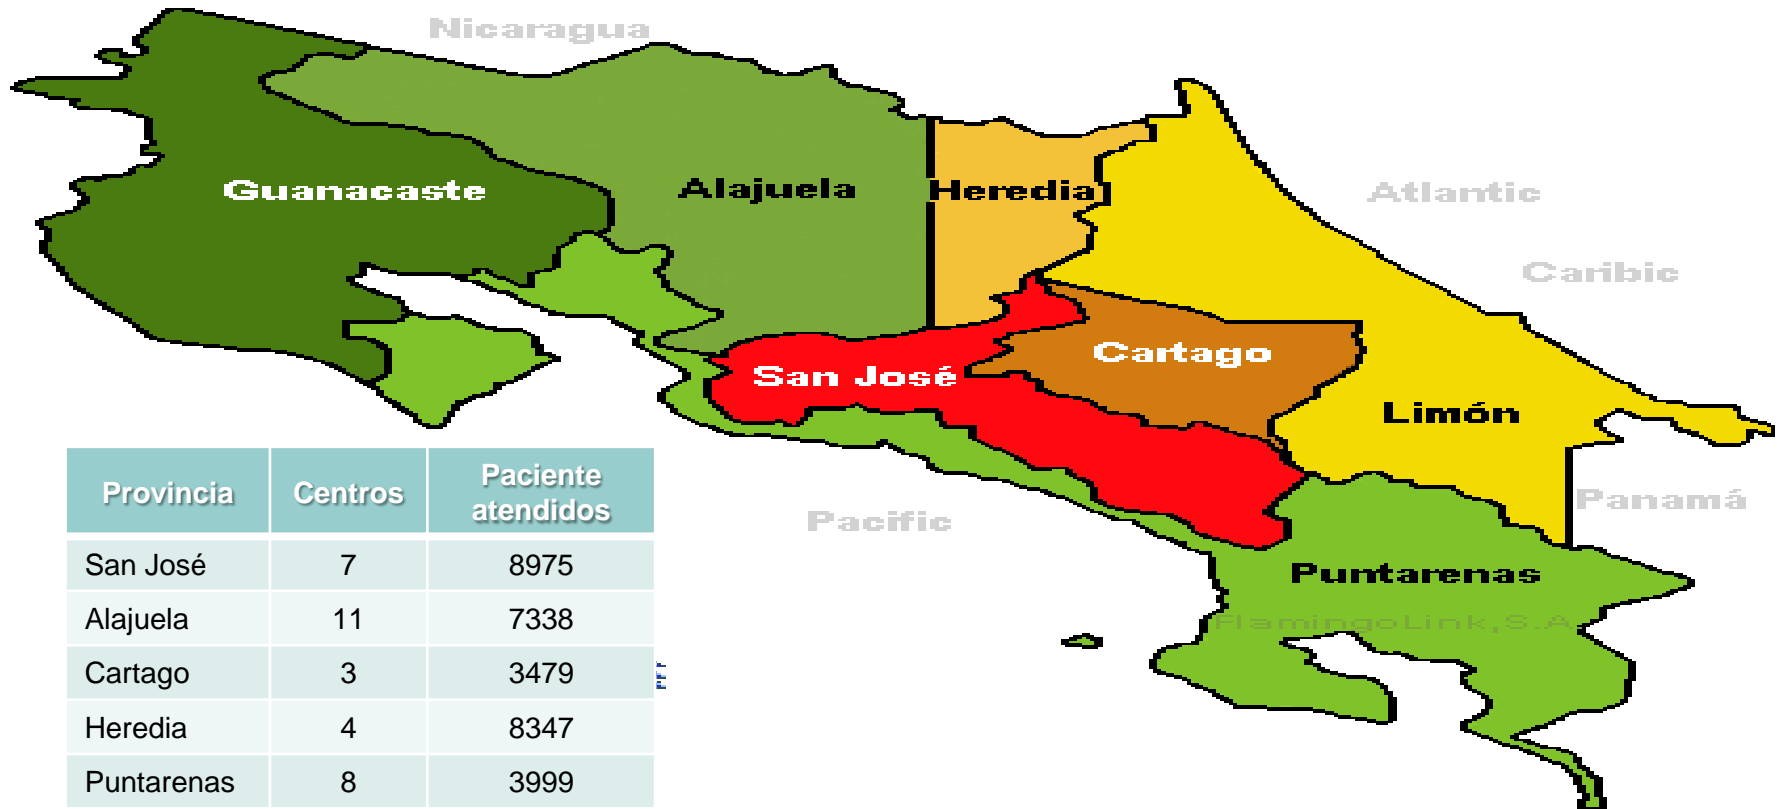 Nicaragua
Guanacaste
Alajuela
Heredia
Atlantic
Caribic
San José
Cartago
Limón
Panamá
Pacific
Puntarenas
FlamingoLink,S.A.
Provincia Centros Paciente atendidos
San José 7 8975
Alajuela 11 7338
Cartago 3 3479
Heredia 4 8347
Puntarenas 8 3999